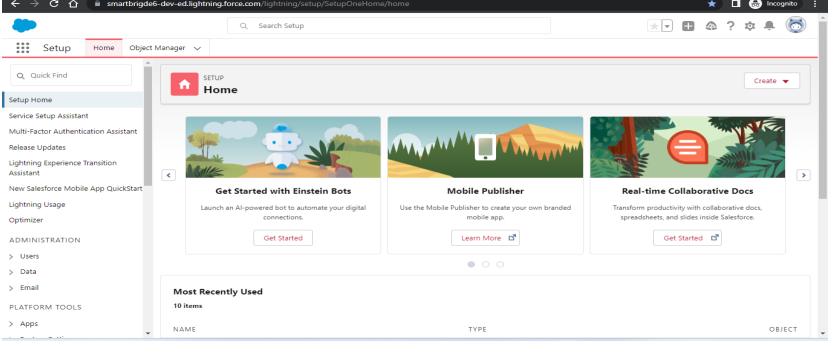 smartbrigde6-dev-ed.lightning.force.com/lightning/setup/SetupOneHome/home
Incognito
Search Setup
Setup
Home
Object Manager
Quick Find
Setup Home
Service Setup Assistant
Multi-Factor Authentication Assistant
Release Updates
Lightning Experience Transition
Assistant
New Salesforce Mobile App QuickStart
Lightning Usage
Optimizer
ADMINISTRATION
Users
Data
Email
PLATFORM TOOLS
Apps
SETUP
Home
Create
Get Started with Einstein Bots
Launch an AI-powered bot to automate your digital
connections.
Get Started
Mobile Publisher
Use the Mobile Publisher to create your own branded
mobile app.
Learn More
Real-time Collaborative Docs
Transform productivity with collaborative docs,
spreadsheets, and slides inside Salesforce.
Get Started
Most Recently Used
10 items
NAME TYPE OBJECT